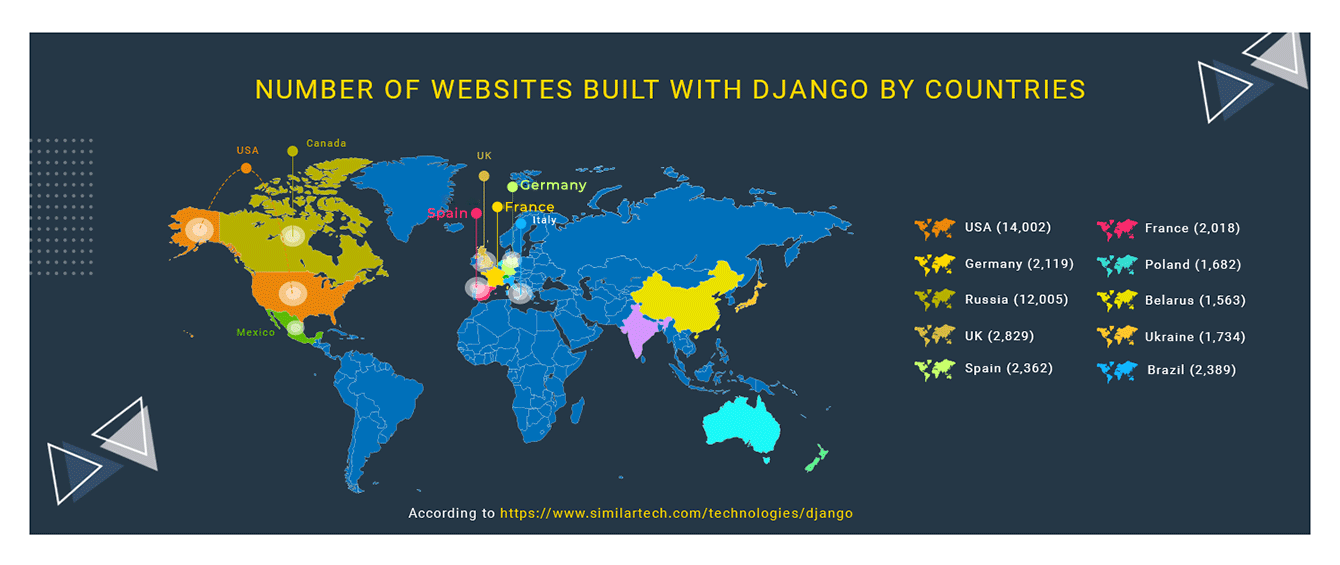 NUMBER OF WEBSITES BUILT WITH DJANGO BY COUNTRIES
Canada
USA
UK
Germany
France
Spain
Italy
Mexico
USA (14,002)
France (2,018)
Germany (2,119)
Poland (1,682)
Russia (12,005)
Belarus (1,563)
UK (2,829)
Ukraine (1,734)
Spain (2,362)
Brazil (2,389)
According to https://www.similartech.com/technologies/django